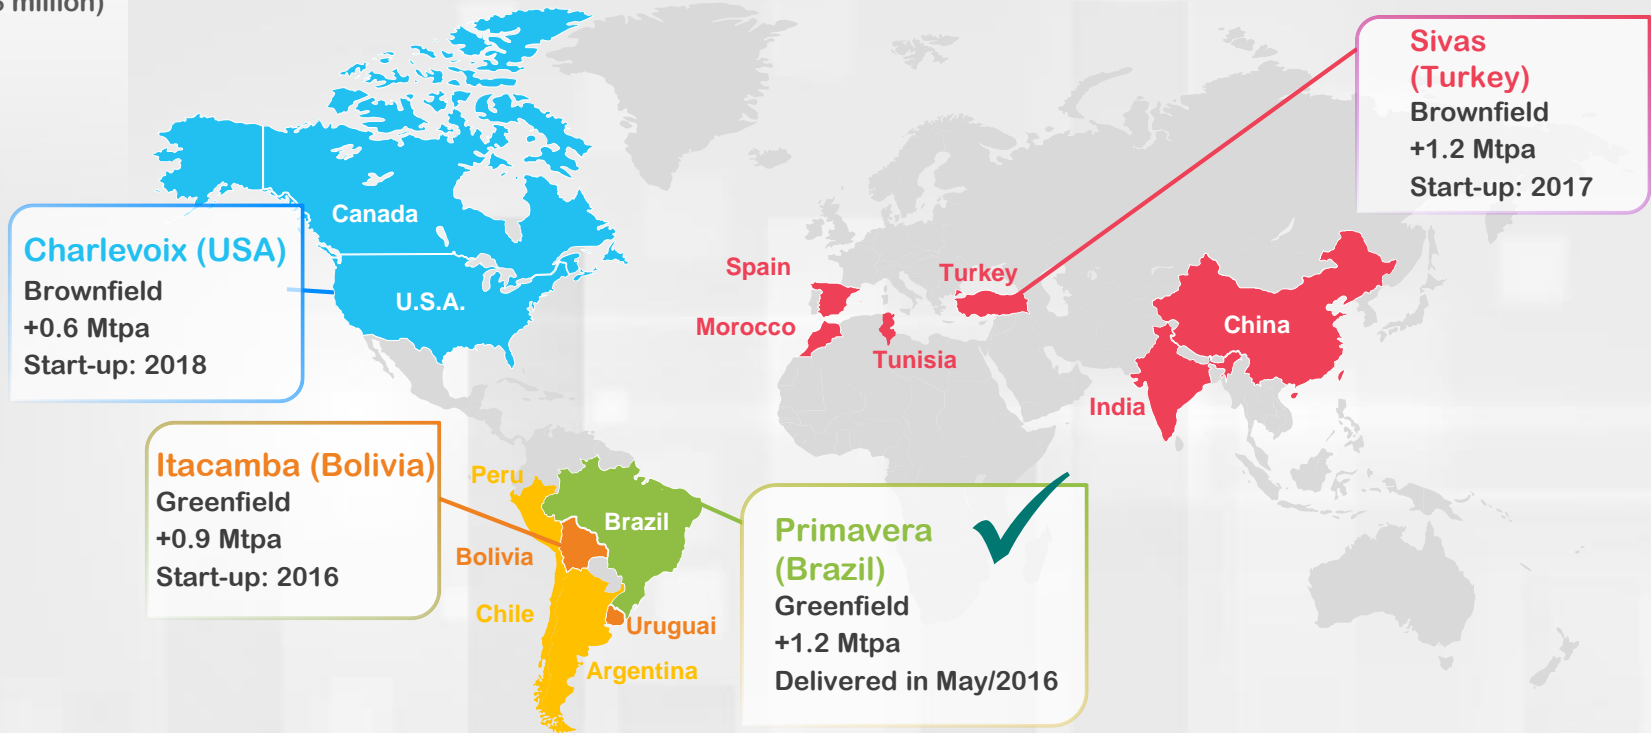 million)
Sivas
(Turkey)
Brownfield
+1.2 Mtpa
Start-up: 2017
Canada
Charlevoix (USA)
Brownfield
+0.6 Mtpa
Start-up: 2018
U.S.A.
Spain
Turkey
Morocco
Tunisia
China
India
Itacamba (Bolivia)
Greenfield
+0.9 Mtpa
Start-up: 2016
Peru
Brazil
Bolivia
Chile
Uruguai
Argentina
Primavera
(Brazil)
Greenfield
+1.2 Mtpa
Delivered in May/2016